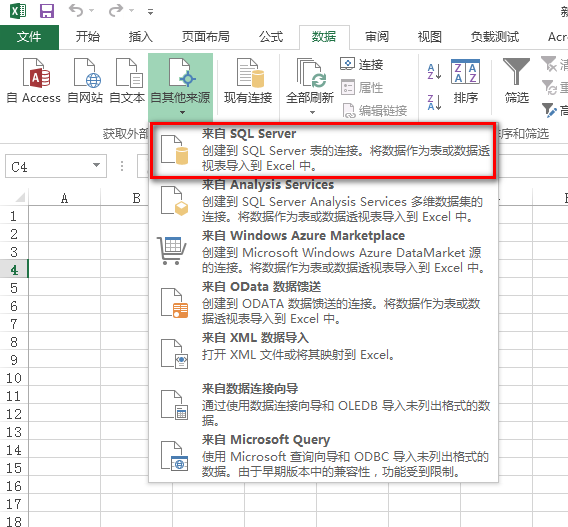 新
文件 开始 插入 页面布局 公式 数据 审阅 视图 负载测试 Acr
自 Access 自网站 自文本 自其他来源 现有连接 全部刷新 连接 属性 编辑链接 排序 筛选 清 重 高
获取外部 序和筛选
C4
A B
1
2
3
4
5
6
7
8
9
10
11
12
13
14
15
16
17
18
来自 SQL Server
创建到 SQL Server 表的连接。将数据作为表或数据透
视表导入到 Excel 中。
来自 Analysis Services
创建到 SQL Server Analysis Services 多维数据集的
连接。将数据作为表或数据透视表导入到 Excel 中。
来自 Windows Azure Marketplace
创建到 Microsoft Windows Azure DataMarket 源
的连接。将数据作为表或数据透视表导入到 Excel 中。
来自 OData 数据馈送
创建到 ODATA 数据馈送的连接。将数据作为表或数
据透视表导入到 Excel 中。
来自 XML 数据导入
打开 XML 文件或将其映射到 Excel。
来自数据连接向导
通过使用数据连接向导和 OLEDB 导入未列出格式的数
据。
来自 Microsoft Query
使用 Microsoft 查询向导和 ODBC 导入未列出格式的
数据。由于早期版本中的兼容性，功能受到限制。